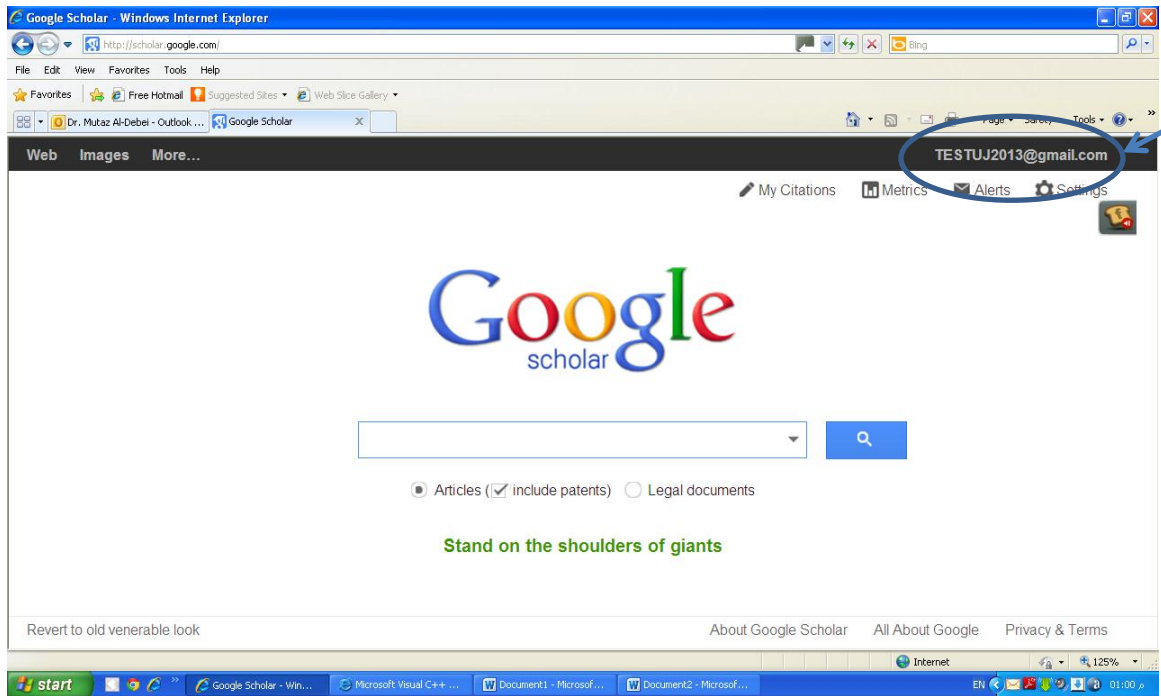 Google Scholar - Windows Internet Explorer
http://scholar.google.com/
Bing
File Edit View Favorites Tools Help
Favorites Free Hotmail Suggested Sites Web Slice Gallery
Dr. Mutaz Al-Debei - Outlook ... Google Scholar X Page Safety Tools
Web Images More... TESTUJ2013@gmail.com
My Citations Metrics Alerts Settings
Google
scholar
Articles (include patents) Legal documents
Stand on the shoulders of giants
Revert to old venerable look About Google Scholar All About Google Privacy & Terms
Internet 125%
start Google Scholar - Win... Microsoft Visual C++ ... Document1 - Microsof... Document2 - Microsof... EN 01:00 م